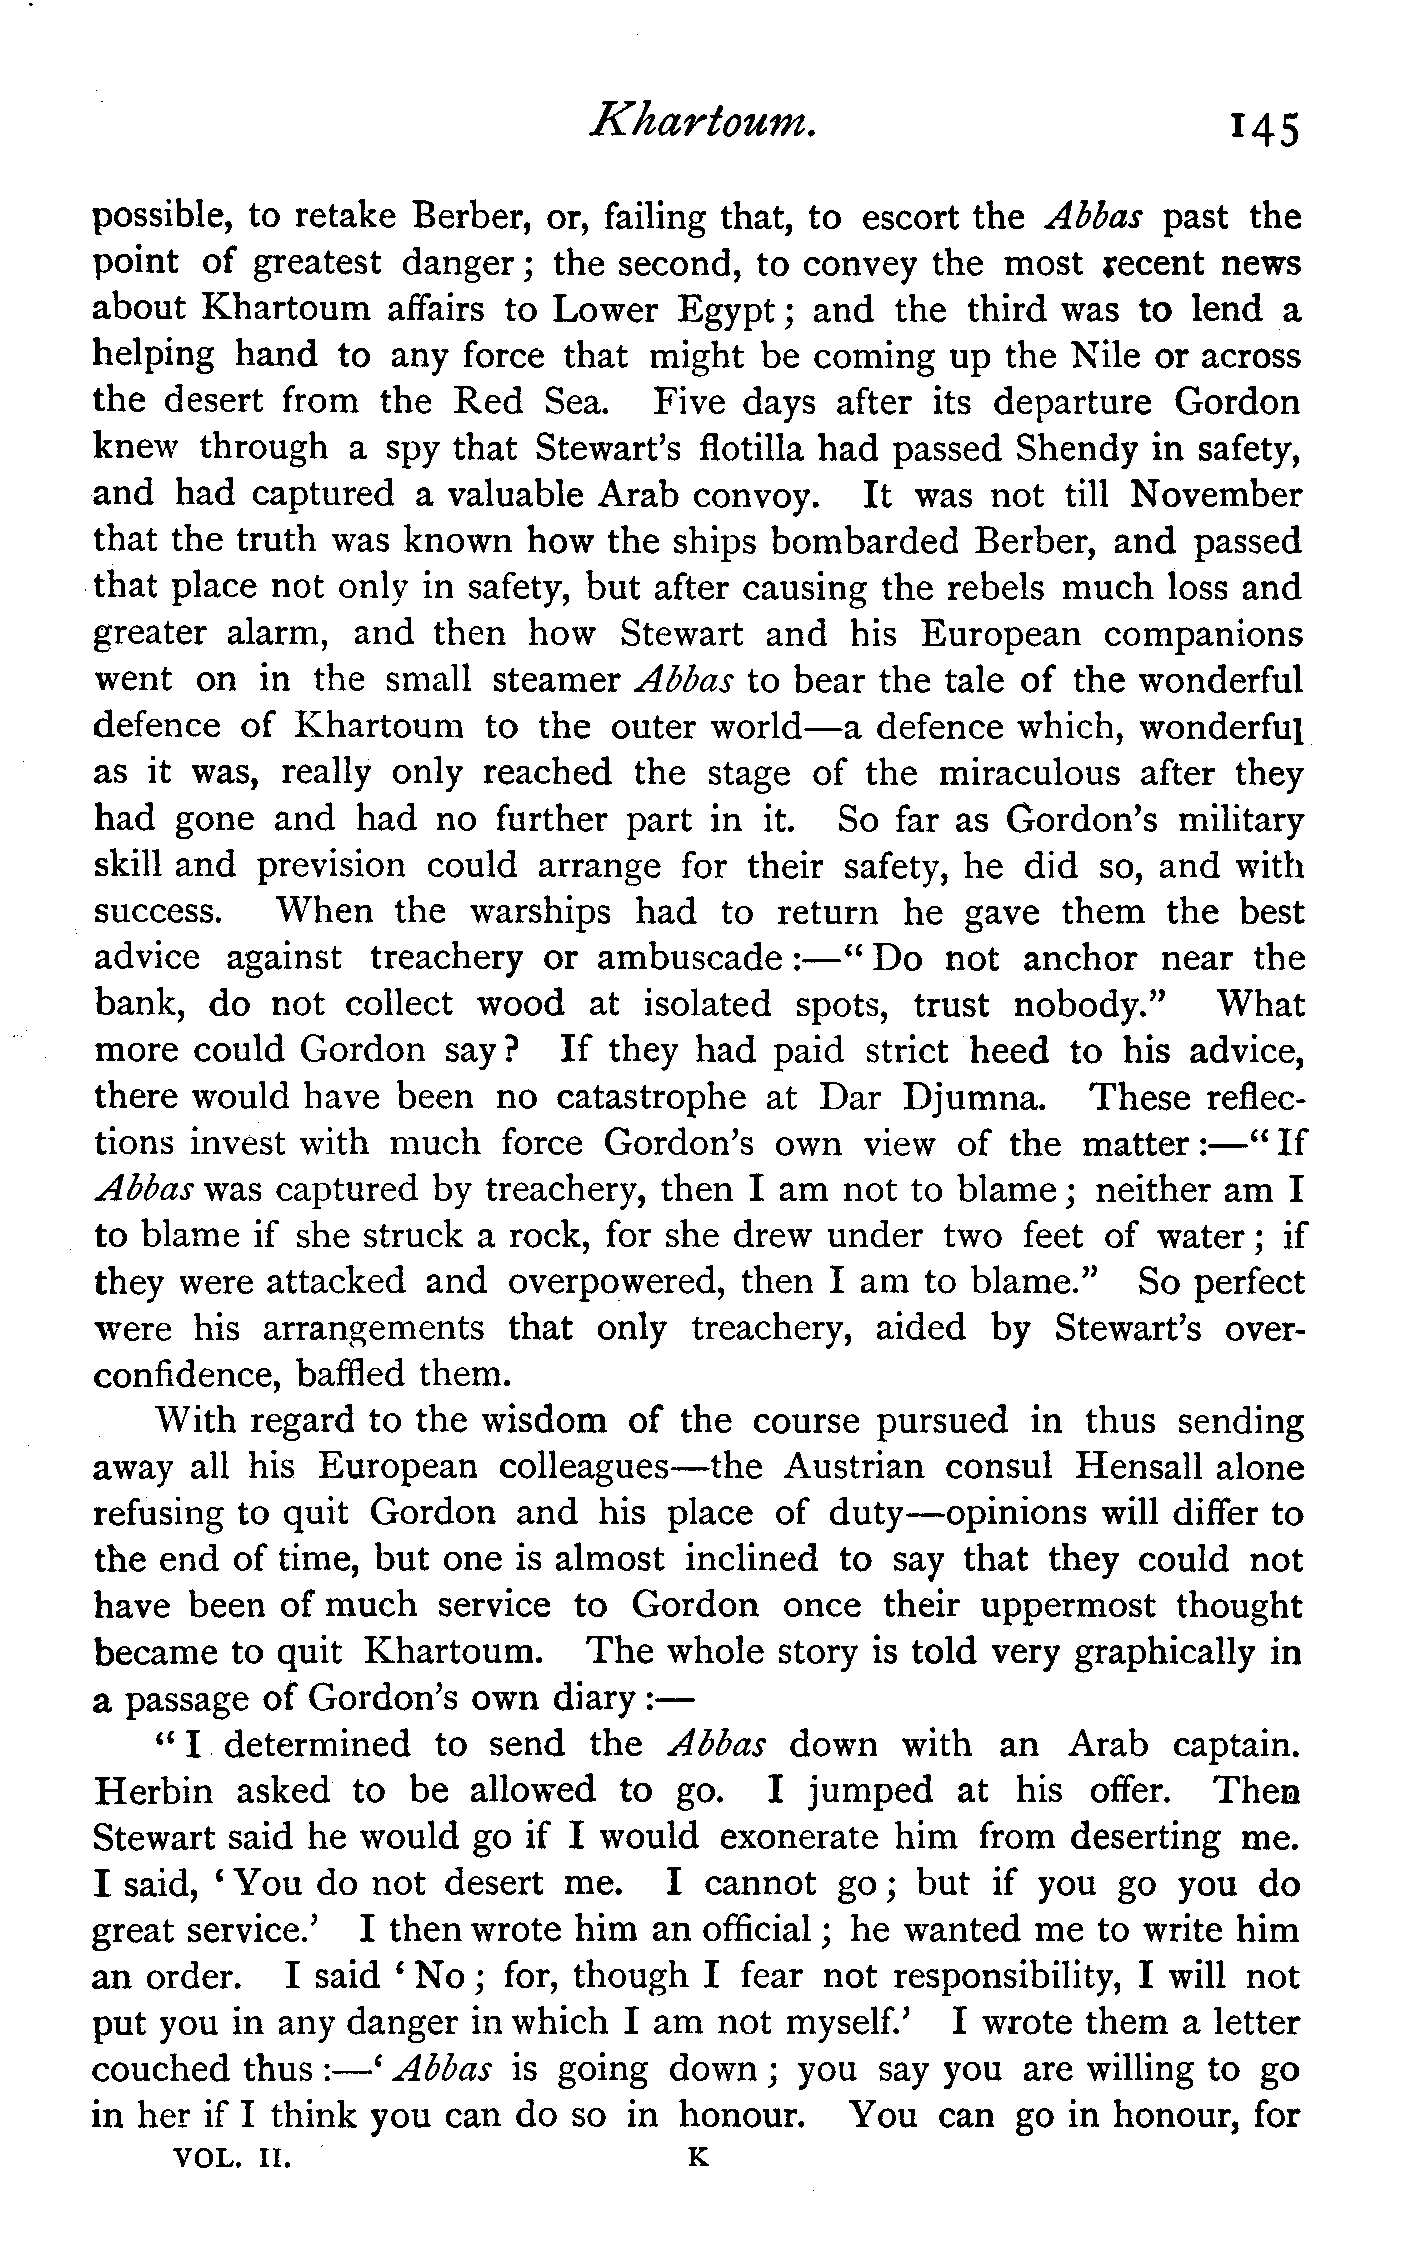 Khartoum. 145
possible, to retake Berber, or, failing that, to escort the Abbas past the
point of greatest danger ; the second, to convey the most recent news
about Khartoum affairs to Lower Egypt ; and the third was to lend a
helping hand to any force that might be coming up the Nile or across
the desert from the Red Sea. Five days after its departure Gordon
knew through a spy that Stewart's flotilla had passed Shendy in safety,
and had captured a valuable Arab convoy. It was not till November
that the truth was known how the ships bombarded Berber, and passed
that place not only in safety, but after causing the rebels much loss and
greater alarm, and then how Stewart and his European companions
went on in the small steamer Abbas to bear the tale of the wonderful
defence of Khartoum to the outer world—a defence which, wonderful
as it was, really only reached the stage of the miraculous after they
had gone and had no further part in it. So far as Gordon's military
skill and prevision could arrange for their safety, he did so, and with
success. When the warships had to return he gave them the best
advice against treachery or ambuscade :—“ Do not anchor near the
bank, do not collect wood at isolated spots, trust nobody.” What
more could Gordon say ? If they had paid strict heed to his advice,
there would have been no catastrophe at Dar Djumna. These reflec-
tions invest with much force Gordon's own view of the matter :—“ If
Abbas was captured by treachery, then I am not to blame ; neither am I
to blame if she struck a rock, for she drew under two feet of water ; if
they were attacked and overpowered, then I am to blame.” So perfect
were his arrangements that only treachery, aided by Stewart's over-
confidence, baffled them.
With regard to the wisdom of the course pursued in thus sending
away all his European colleagues—the Austrian consul Hensall alone
refusing to quit Gordon and his place of duty—opinions will differ to
the end of time, but one is almost inclined to say that they could not
have been of much service to Gordon once their uppermost thought
became to quit Khartoum. The whole story is told very graphically in
a passage of Gordon's own diary :—
“ I determined to send the Abbas down with an Arab captain.
Herbin asked to be allowed to go. I jumped at his offer. Then
Stewart said he would go if I would exonerate him from deserting me.
I said, ‘ You do not desert me. I cannot go ; but if you go you do
great service.’ I then wrote him an official ; he wanted me to write him
an order. I said ‘ No ; for, though I fear not responsibility, I will not
put you in any danger in which I am not myself.’ I wrote them a letter
couched thus :—‘ Abbas is going down ; you say you are willing to go
in her if I think you can do so in honour. You can go in honour, for
VOL. II. K